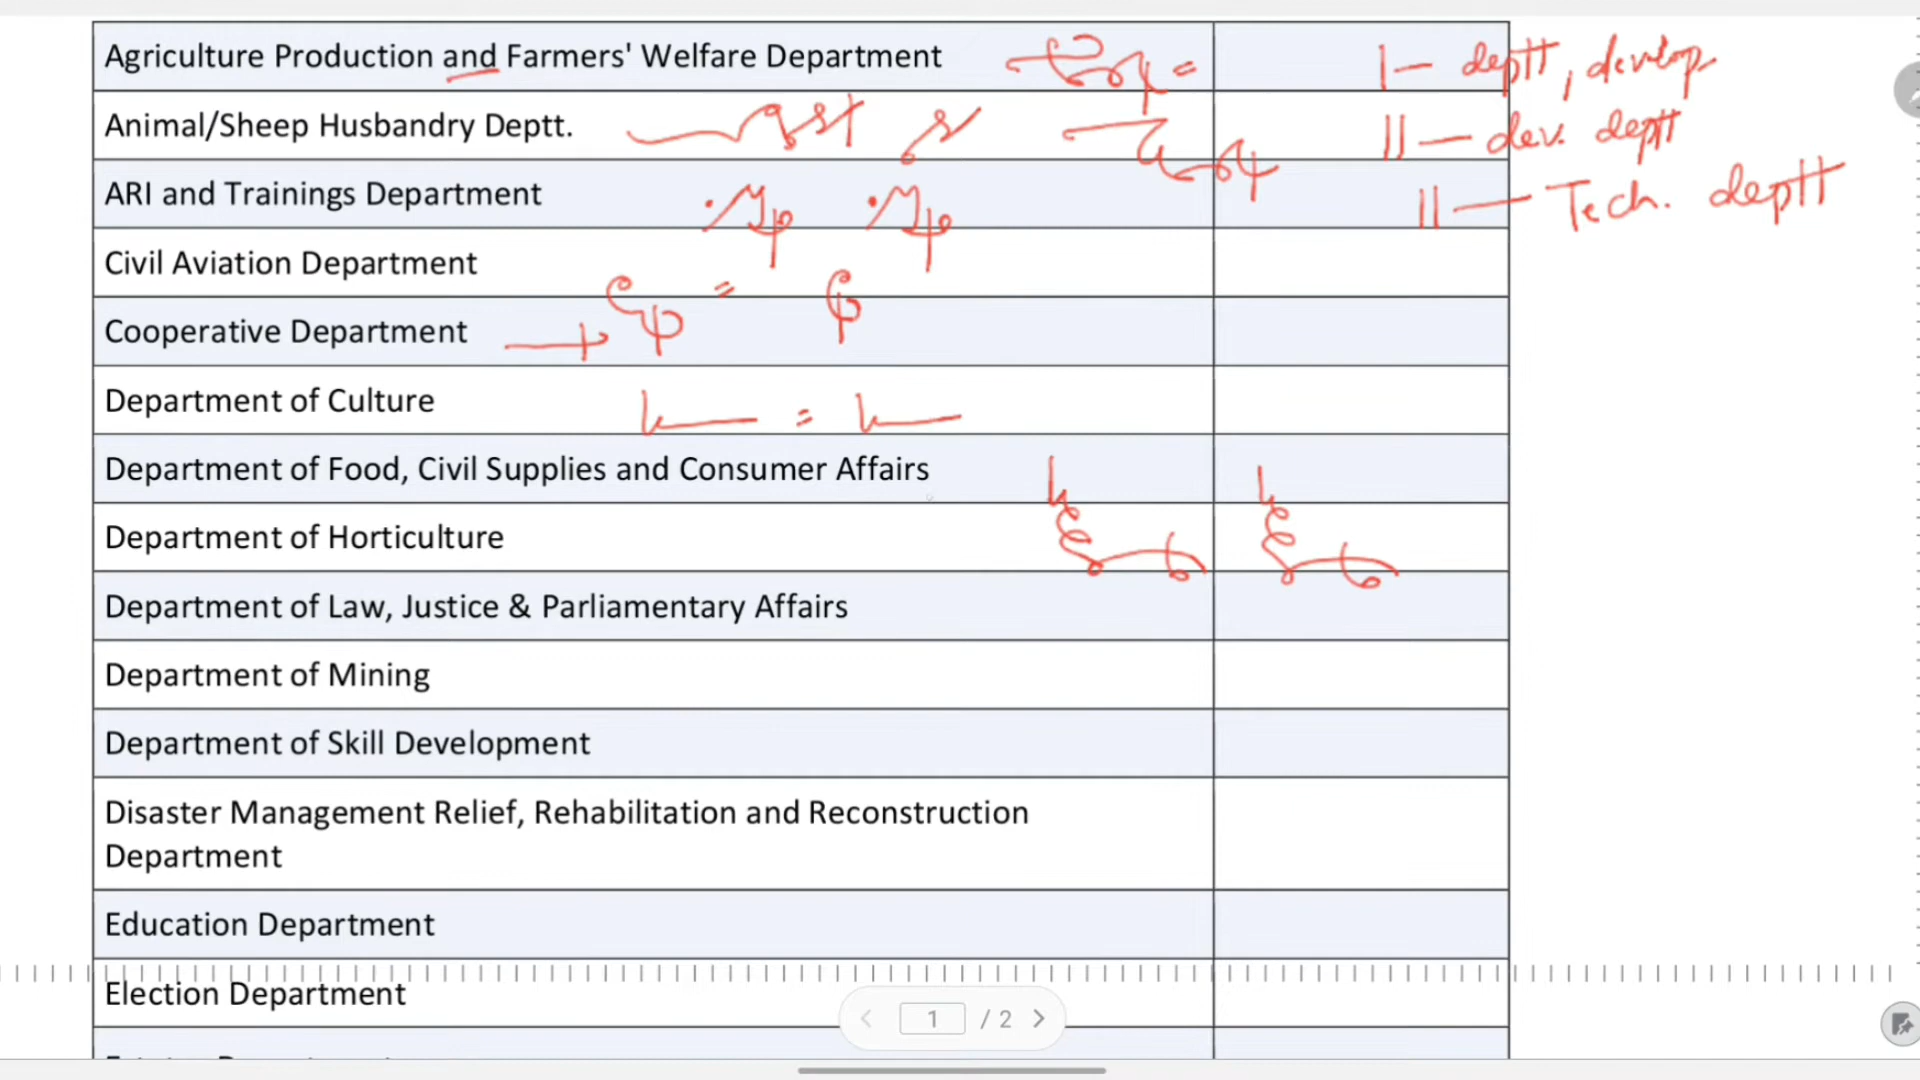 Agriculture Production and Farmers' Welfare Department
I — deptt, develop
Animal/Sheep Husbandry Deptt.
II — dev. deptt
ARI and Trainings Department
II — Tech. deptt
Civil Aviation Department
Cooperative Department
Department of Culture
Department of Food, Civil Supplies and Consumer Affairs
Department of Horticulture
Department of Law, Justice & Parliamentary Affairs
Department of Mining
Department of Skill Development
Disaster Management Relief, Rehabilitation and Reconstruction
Department
Education Department
Election Department
1 / 2